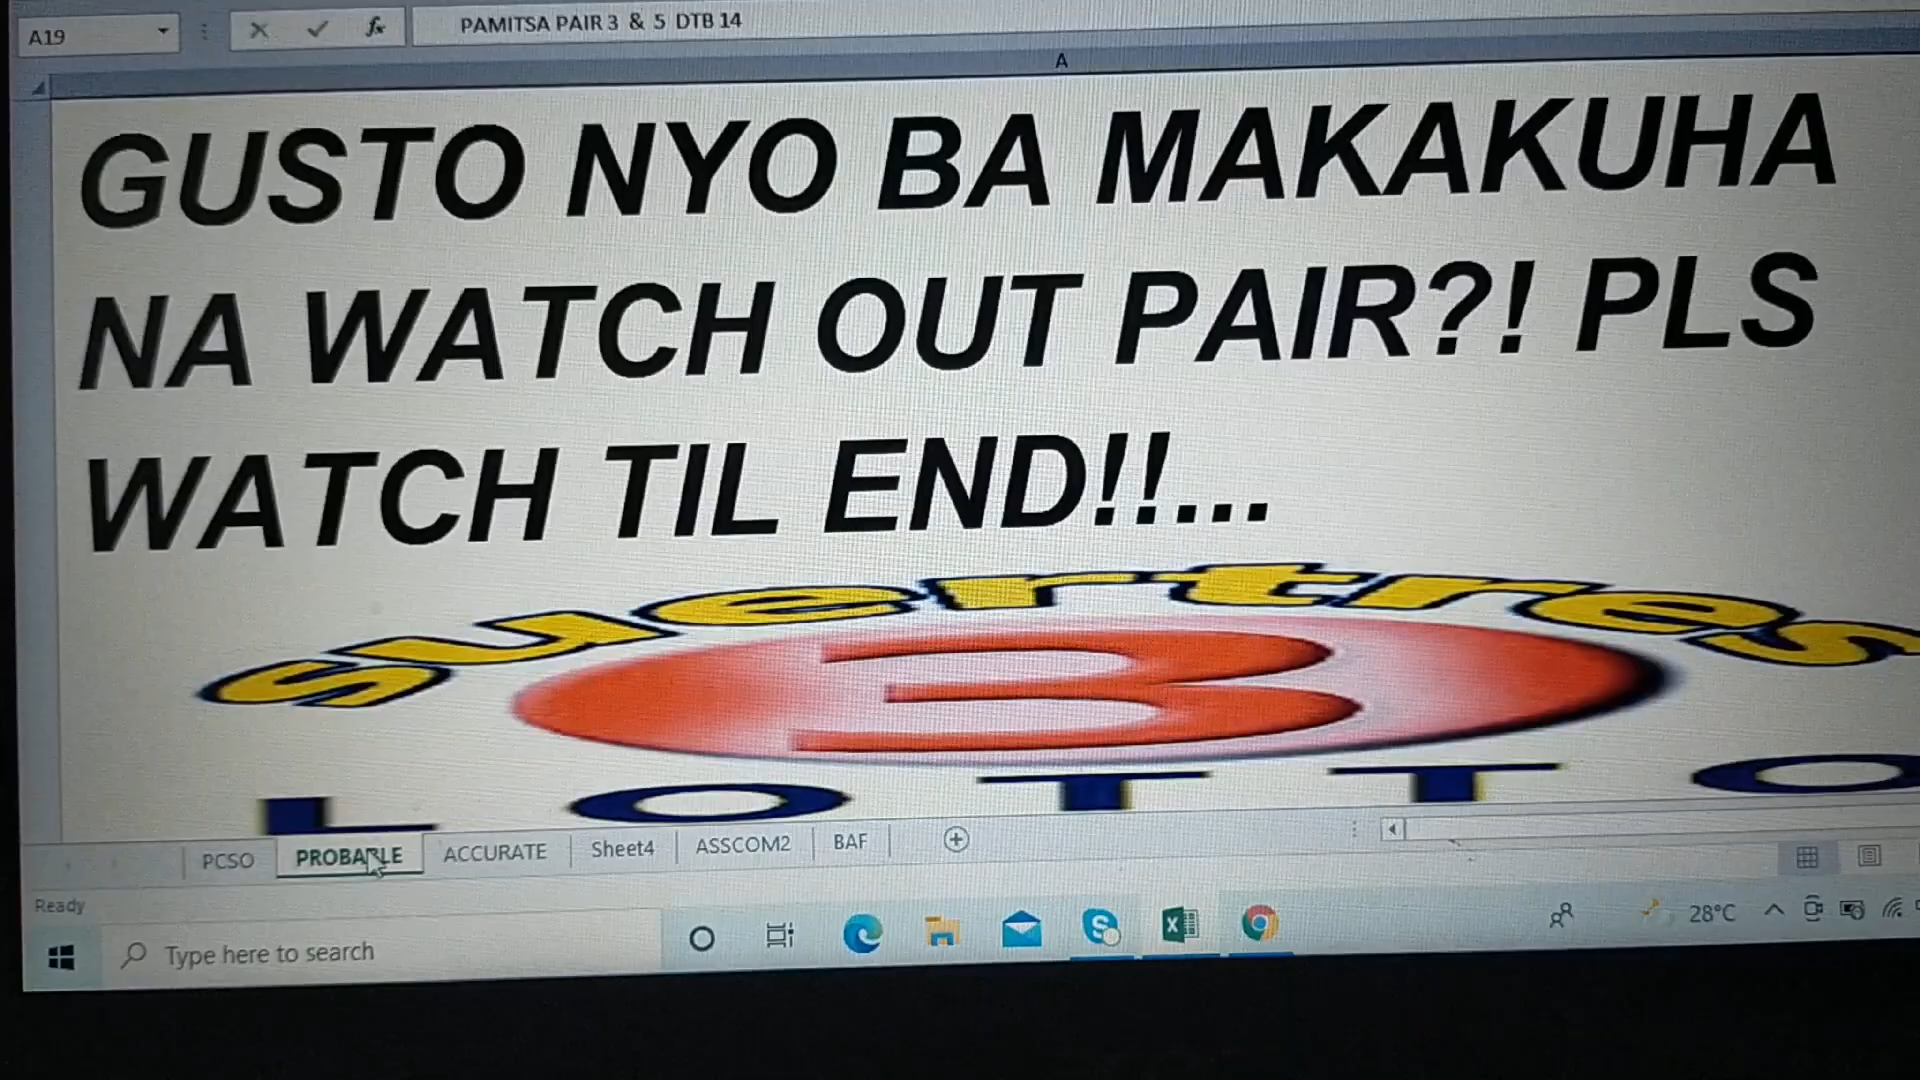 A19
fx
PAMITSA PAIR 3 & 5 DTB 14
A
GUSTO NYO BA MAKAKUHA
NA WATCH OUT PAIR?! PLS
WATCH TIL END!!...
suertres
3
LOTTO
PCSO
PROBABLE
ACCURATE
Sheet4
ASSCOM2
BAF
Ready
Type here to search
28°C